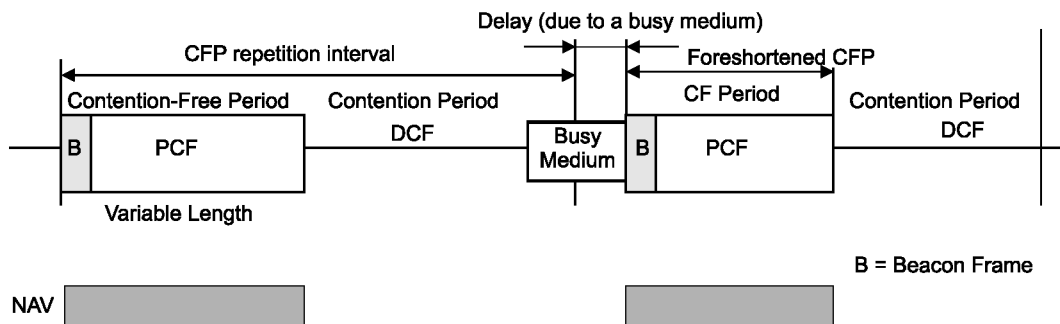 Delay (due to a busy medium)
CFP repetition interval
Foreshortened CFP
Contention-Free Period
Contention Period
CF Period
Contention Period
B
PCF
DCF
Busy
Medium
B
PCF
DCF
Variable Length
B = Beacon Frame
NAV